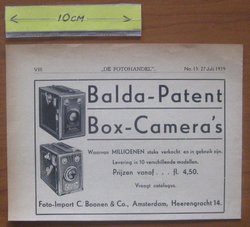 10CM
VIII „DE FOTOHANDEL" No. 15 27 Juli 1939
Balda-Patent
Box-Camera's
Waarvan MILLIOENEN stuks verkocht en in gebruik zijn.
Levering in 10 verschillende modellen.
Prijzen vanaf . . . fl. 4,50.
Vraagt catalogus.
Foto-Import C. Boonen & Co., Amsterdam, Heerengracht 14.